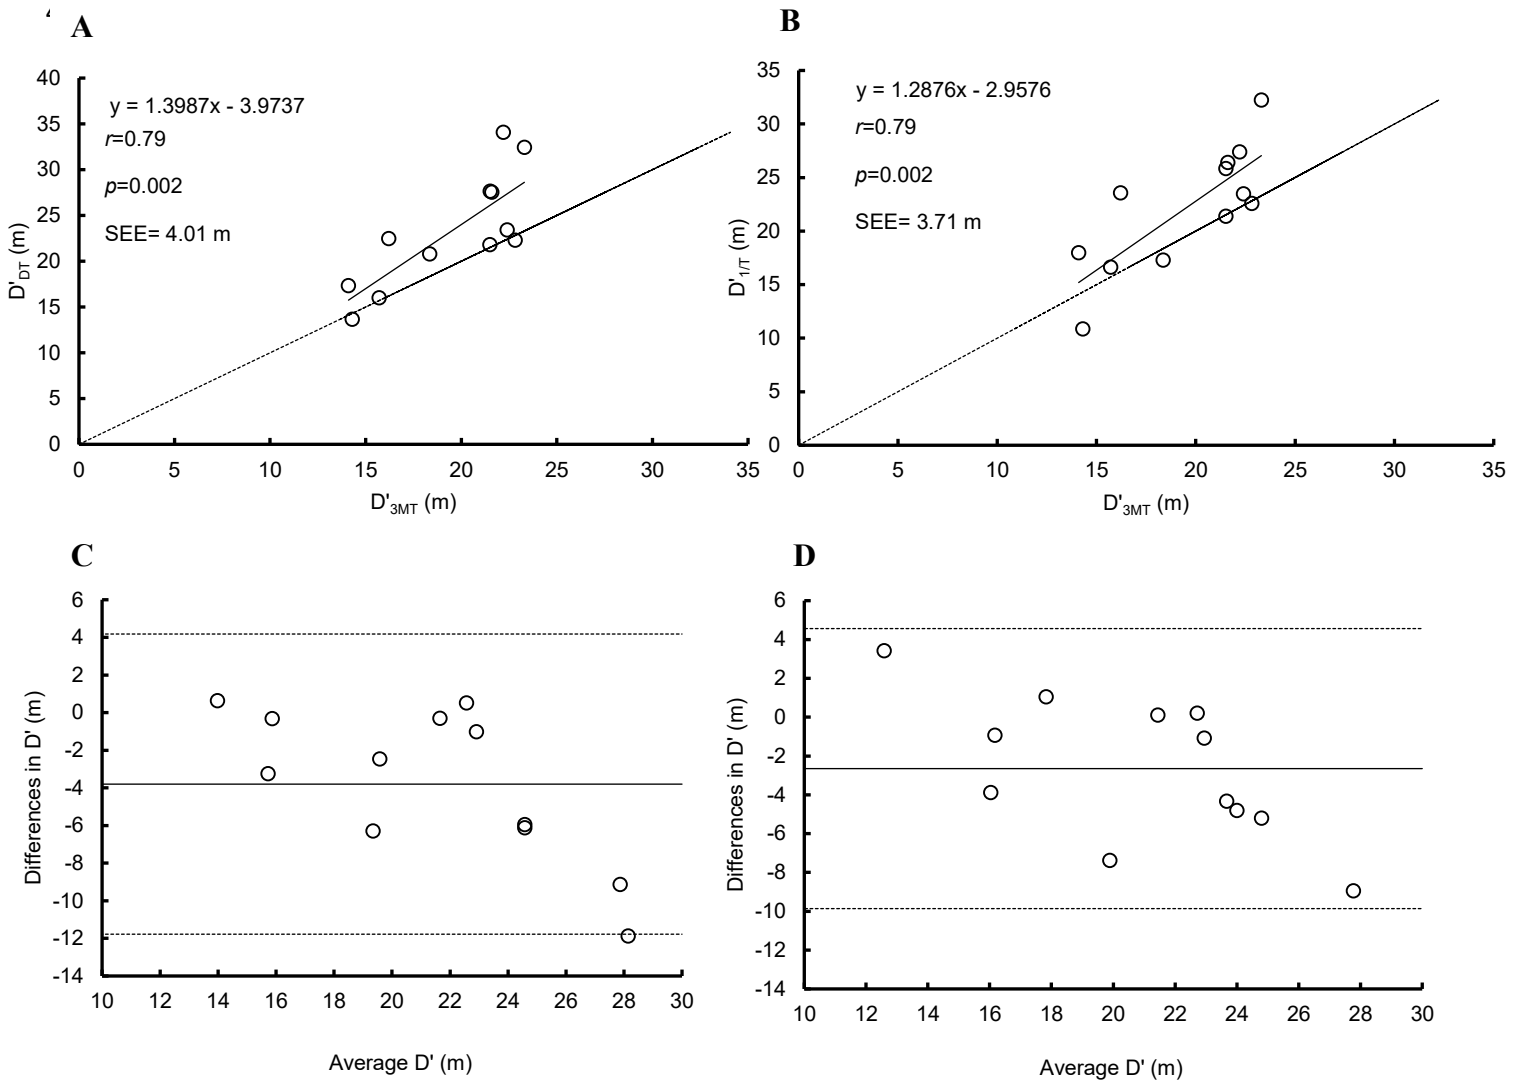 A
y = 1.3987x - 3.9737
r=0.79
p=0.002
SEE= 4.01 m
D'DT (m)
40
35
30
25
20
15
10
5
0
0 5 10 15 20 25 30 35
D'3MT (m)
B
y = 1.2876x - 2.9576
r=0.79
p=0.002
SEE= 3.71 m
D'1/T (m)
35
30
25
20
15
10
5
0
0 5 10 15 20 25 30 35
D'3MT (m)
C
Differences in D' (m)
6
4
2
0
-2
-4
-6
-8
-10
-12
-14
10 12 14 16 18 20 22 24 26 28 30
Average D' (m)
D
Differences in D' (m)
6
4
2
0
-2
-4
-6
-8
-10
-12
-14
10 12 14 16 18 20 22 24 26 28 30
Average D' (m)